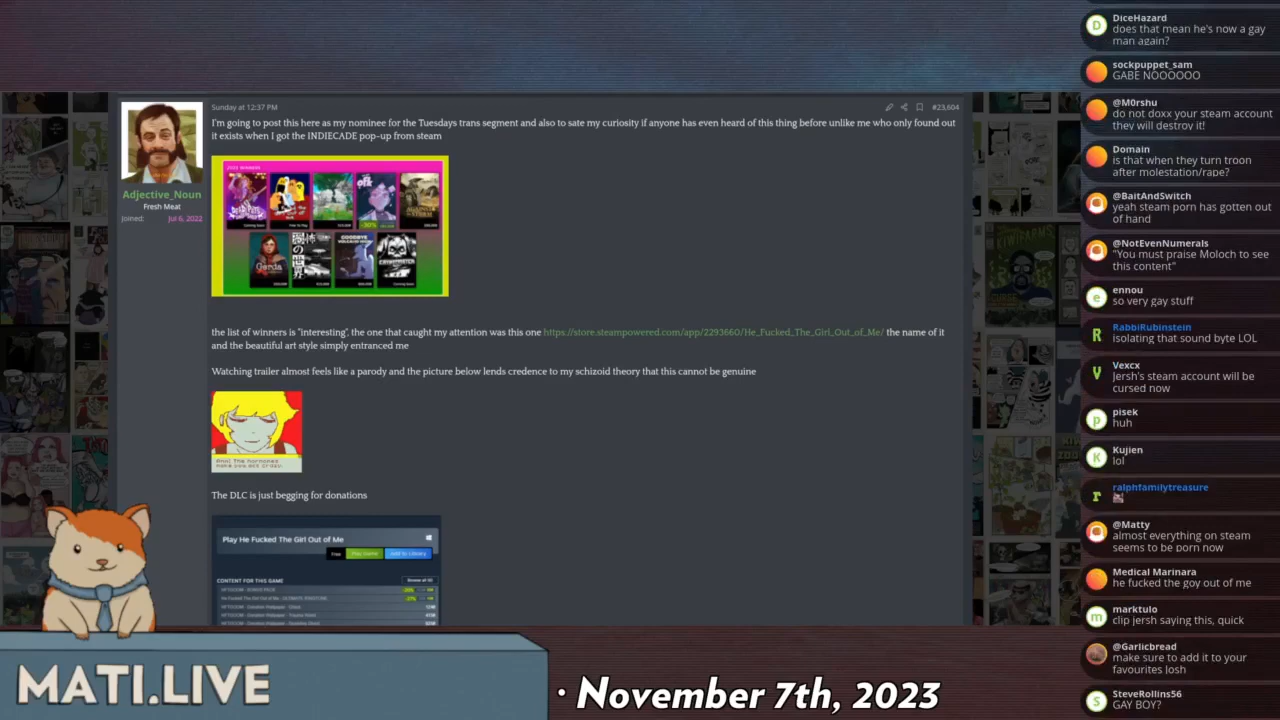 Sunday at 12:37 PM
#23,604
I'm going to post this here as my nominee for the Tuesdays trans segment and also to sate my curiosity if anyone has even heard of this thing before unlike me who only found out
it exists when I got the INDIECADE pop-up from steam
Adjective_Noun
Fresh Meat
Joined: Jul 6, 2022
the list of winners is "interesting", the one that caught my attention was this one https://store.steampowered.com/app/2293660/He_Fucked_The_Girl_Out_of_Me/ the name of it
and the beautiful art style simply entranced me
Watching trailer almost feels like a parody and the picture below lends credence to my schizoid theory that this cannot be genuine
The DLC is just begging for donations
Play He Fucked The Girl Out of Me
Free Play Game Add to Library
CONTENT FOR THIS GAME
MATI.LIVE
· November 7th, 2023
DiceHazard
does that mean he's now a gay
man again?
sockpuppet_sam
GABE NOOOOOO
@M0rshu
do not doxx your steam account
they will destroy it!
Domain
is that when they turn troon
after molestation/rape?
@BaitAndSwitch
yeah steam porn has gotten out
of hand
@NotEvenNumerals
"You must praise Moloch to see
this content"
ennou
so very gay stuff
RabbiRubinstein
isolating that sound byte LOL
Vexcx
Jersh's steam account will be
cursed now
pisek
huh
Kujien
lol
ralphfamilytreasure
@Matty
almost everything on steam
seems to be porn now
Medical Marinara
he fucked the goy out of me
marktulo
clip jersh saying this, quick
@Garlicbread
make sure to add it to your
favourites losh
SteveRollins56
GAY BOY?